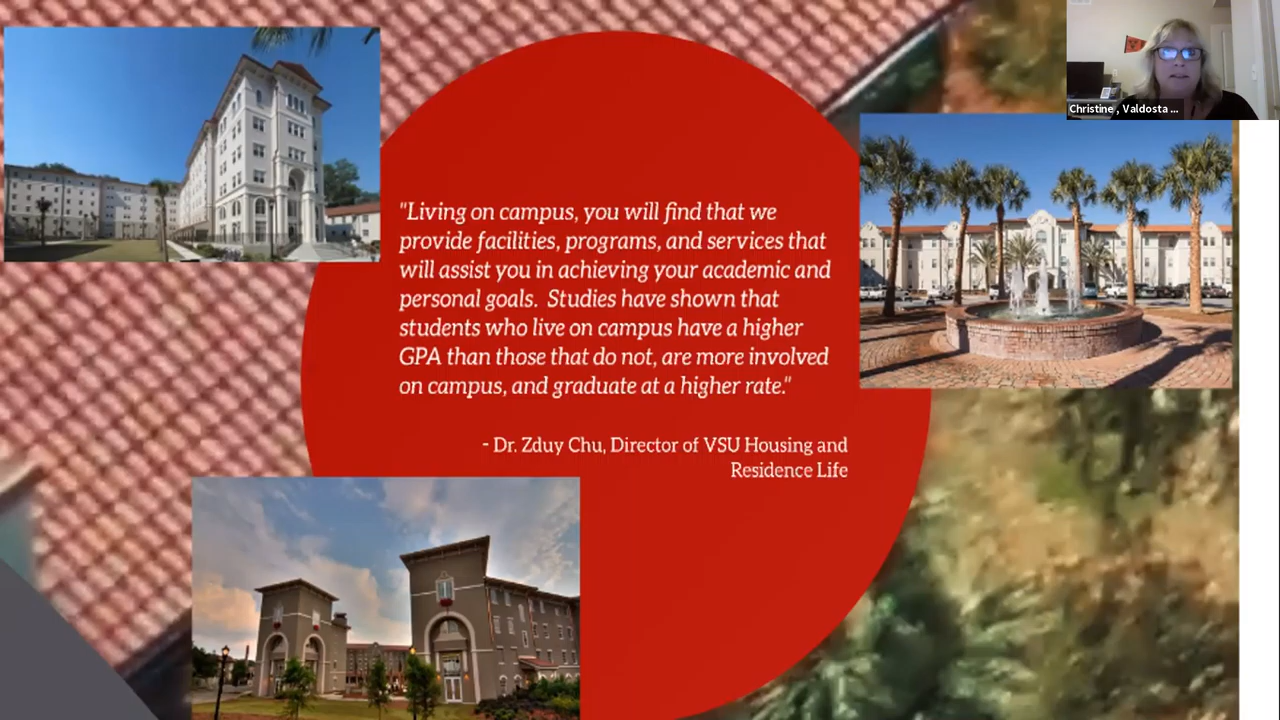 Christine , Valdosta ...
"Living on campus, you will find that we
provide facilities, programs, and services that
will assist you in achieving your academic and
personal goals.  Studies have shown that
students who live on campus have a higher
GPA than those that do not, are more involved
on campus, and graduate at a higher rate."
- Dr. Zduy Chu, Director of VSU Housing and
Residence Life